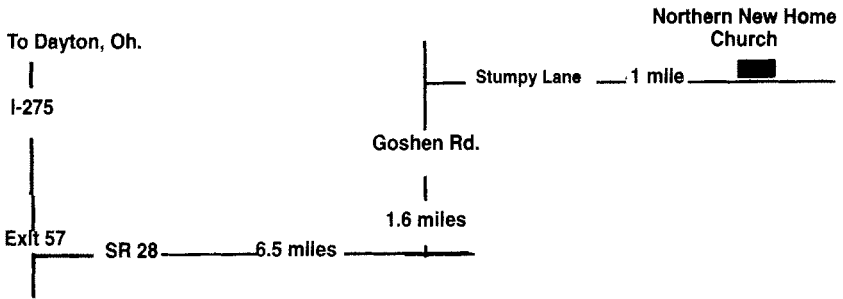 Northern New Home
Church
To Dayton, Oh.
Stumpy Lane
1 mile
I-275
Goshen Rd.
1.6 miles
Exit 57
SR 28
6.5 miles